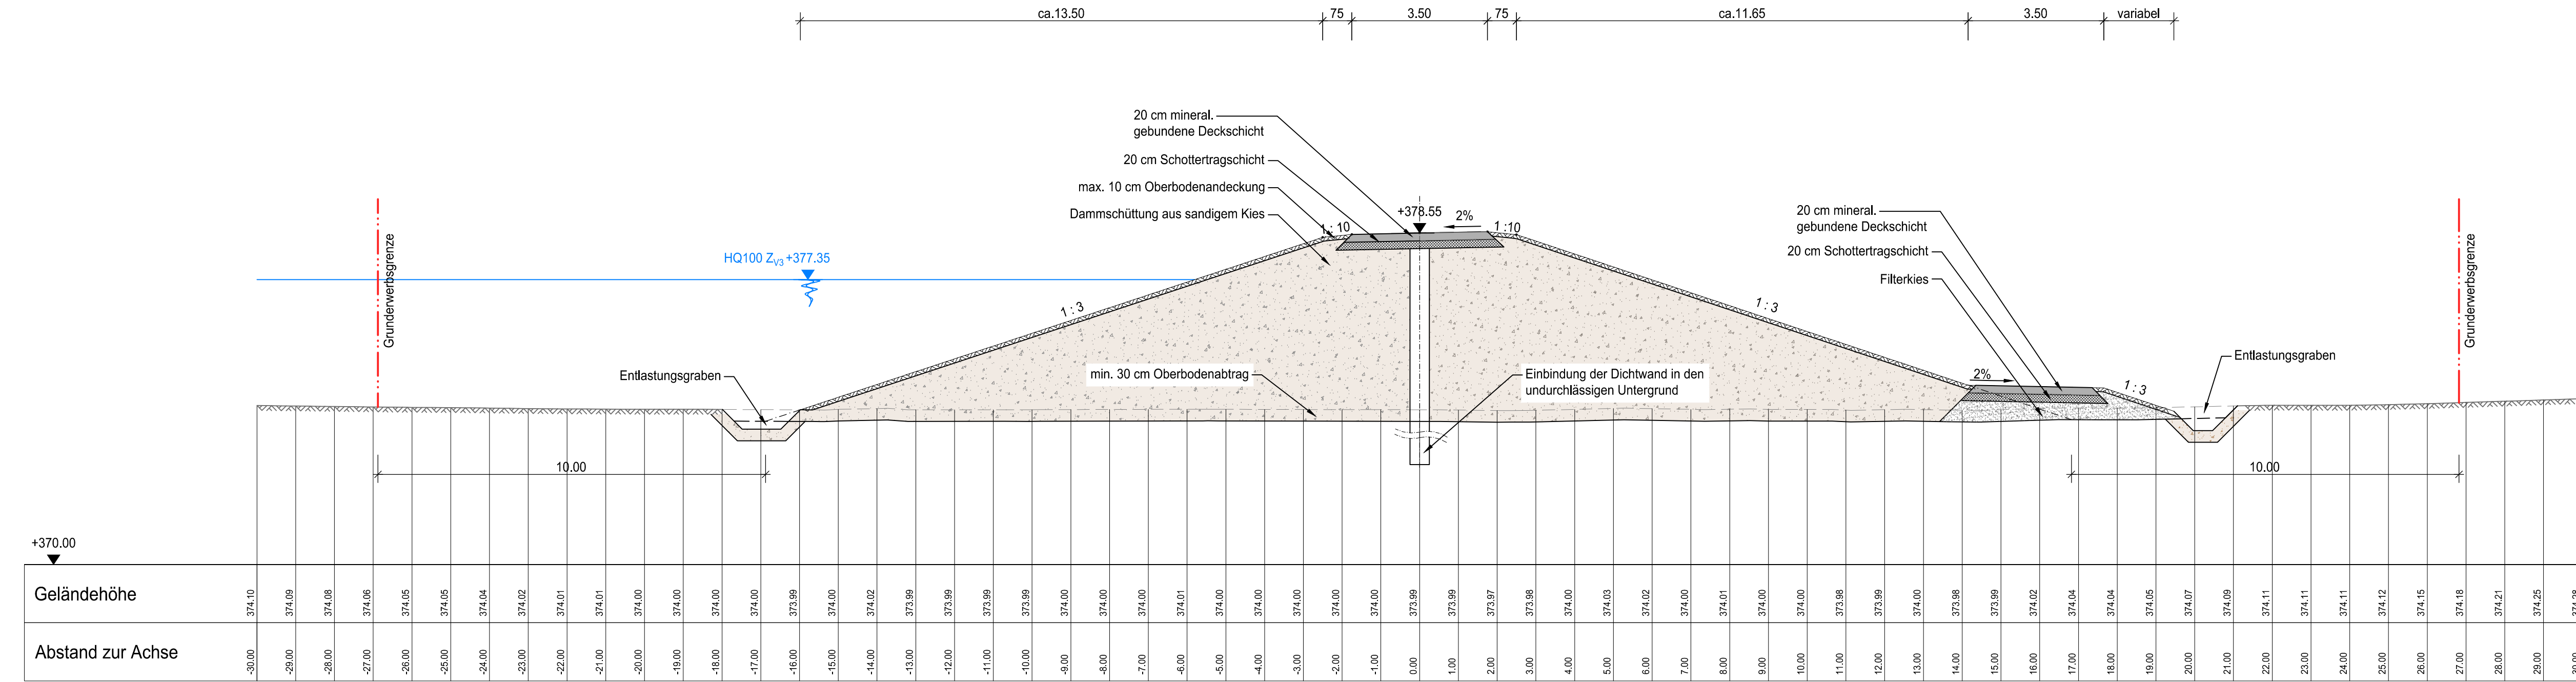 ca.13.50 75 3.50 75 ca.11.65 3.50 variabel
20 cm mineral.
gebundene Deckschicht
20 cm Schottertragschicht
max. 10 cm Oberbodenandeckung
Dammschüttung aus sandigem Kies
+378.55
2%
1 : 10
1 :10
20 cm mineral.
gebundene Deckschicht
20 cm Schottertragschicht
Filterkies
Grunderwerbsgrenze
Grunderwerbsgrenze
HQ100 ZV3 +377.35
1 : 3
1 : 3
Entlastungsgraben
min. 30 cm Oberbodenabtrag
Einbindung der Dichtwand in den
undurchlässigen Untergrund
2%
1 : 3
Entlastungsgraben
10.00
10.00
+370.00
Geländehöhe 374.10 374.09 374.08 374.06 374.05 374.05 374.04 374.02 374.01 374.01 374.00 374.00 374.00 374.00 373.99 374.00 374.02 373.99 373.99 373.99 373.99 374.00 374.00 374.00 374.01 374.00 374.00 374.00 374.00 374.00 373.99 373.99 373.97 373.98 374.00 374.03 374.02 374.00 374.01 374.00 374.00 373.98 373.99 374.00 373.98 373.99 374.02 374.04 374.04 374.05 374.07 374.09 374.11 374.11 374.11 374.12 374.15 374.18 374.21 374.25 374.28
Abstand zur Achse -30.00 -29.00 -28.00 -27.00 -26.00 -25.00 -24.00 -23.00 -22.00 -21.00 -20.00 -19.00 -18.00 -17.00 -16.00 -15.00 -14.00 -13.00 -12.00 -11.00 -10.00 -9.00 -8.00 -7.00 -6.00 -5.00 -4.00 -3.00 -2.00 -1.00 0.00 1.00 2.00 3.00 4.00 5.00 6.00 7.00 8.00 9.00 10.00 11.00 12.00 13.00 14.00 15.00 16.00 17.00 18.00 19.00 20.00 21.00 22.00 23.00 24.00 25.00 26.00 27.00 28.00 29.00 30.00